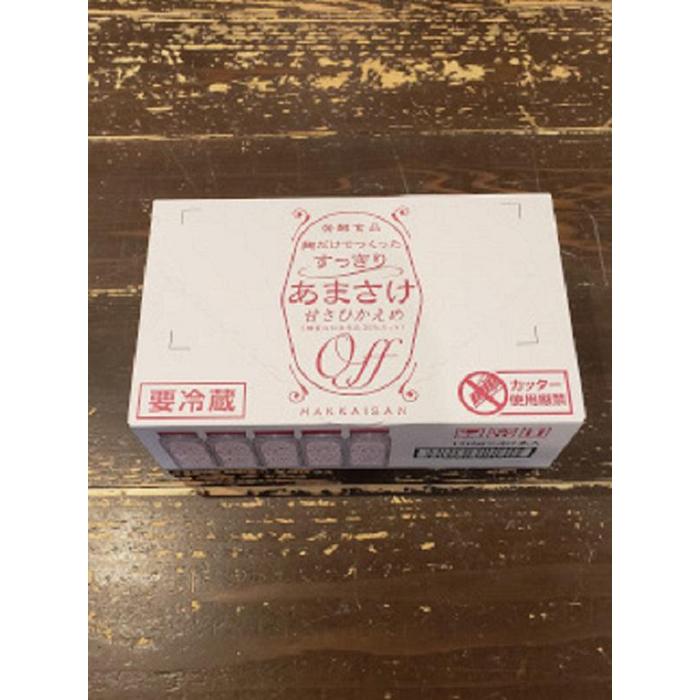 発酵食品
麹だけでつくった
すっきり
あまさけ
甘さひかえめ
Off
HAKKAISAN
要冷蔵
カッター
使用厳禁